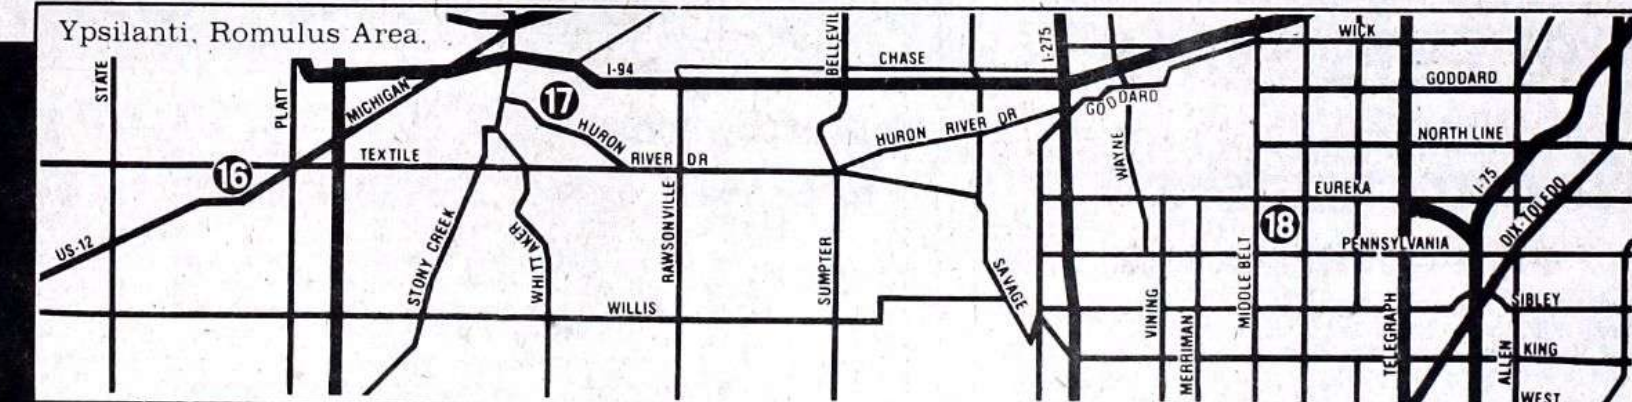 Ypsilanti, Romulus Area.
STATE
PLATT
MICHIGAN
I-94
BELLEVIL
CHASE
I-275
WICK
GODDARD
17
HURON
RIVER DR
HURON RIVER DR
GODDARD
WAYNE
NORTH LINE
16
TEXTILE
EUREKA
I-75
DIX-TOLEDO
US-12
STONY CREEK
WHITTAKER
RAWSONVILLE
SUMPTER
SAVAGE
18
PENNSYLVANIA
MIDDLE BELT
VINING
MERRIMAN
TELEGRAPH
WILLIS
SIBLEY
ALLEN
KING
WEST